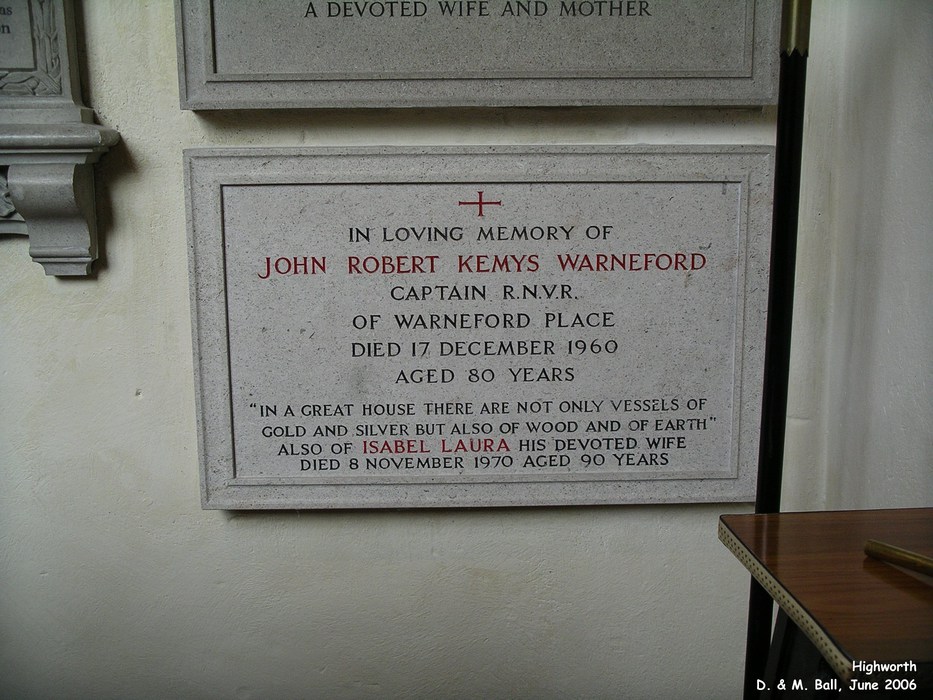 as
on
A DEVOTED WIFE AND MOTHER
IN LOVING MEMORY OF
JOHN ROBERT KEMYS WARNEFORD
CAPTAIN R.N.V.R.
OF WARNEFORD PLACE
DIED 17 DECEMBER 1960
AGED 80 YEARS
"IN A GREAT HOUSE THERE ARE NOT ONLY VESSELS OF
GOLD AND SILVER BUT ALSO OF WOOD AND OF EARTH"
ALSO OF ISABEL LAURA HIS DEVOTED WIFE
DIED 8 NOVEMBER 1970 AGED 90 YEARS
Highworth
D. & M. Ball, June 2006